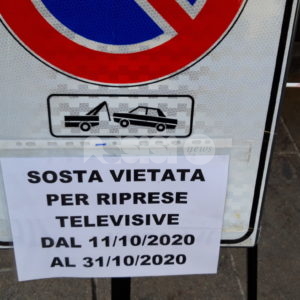 SOSTA VIETATA
PER RIPRESE
TELEVISIVE
DAL 11/10/2020
AL 31/10/2020